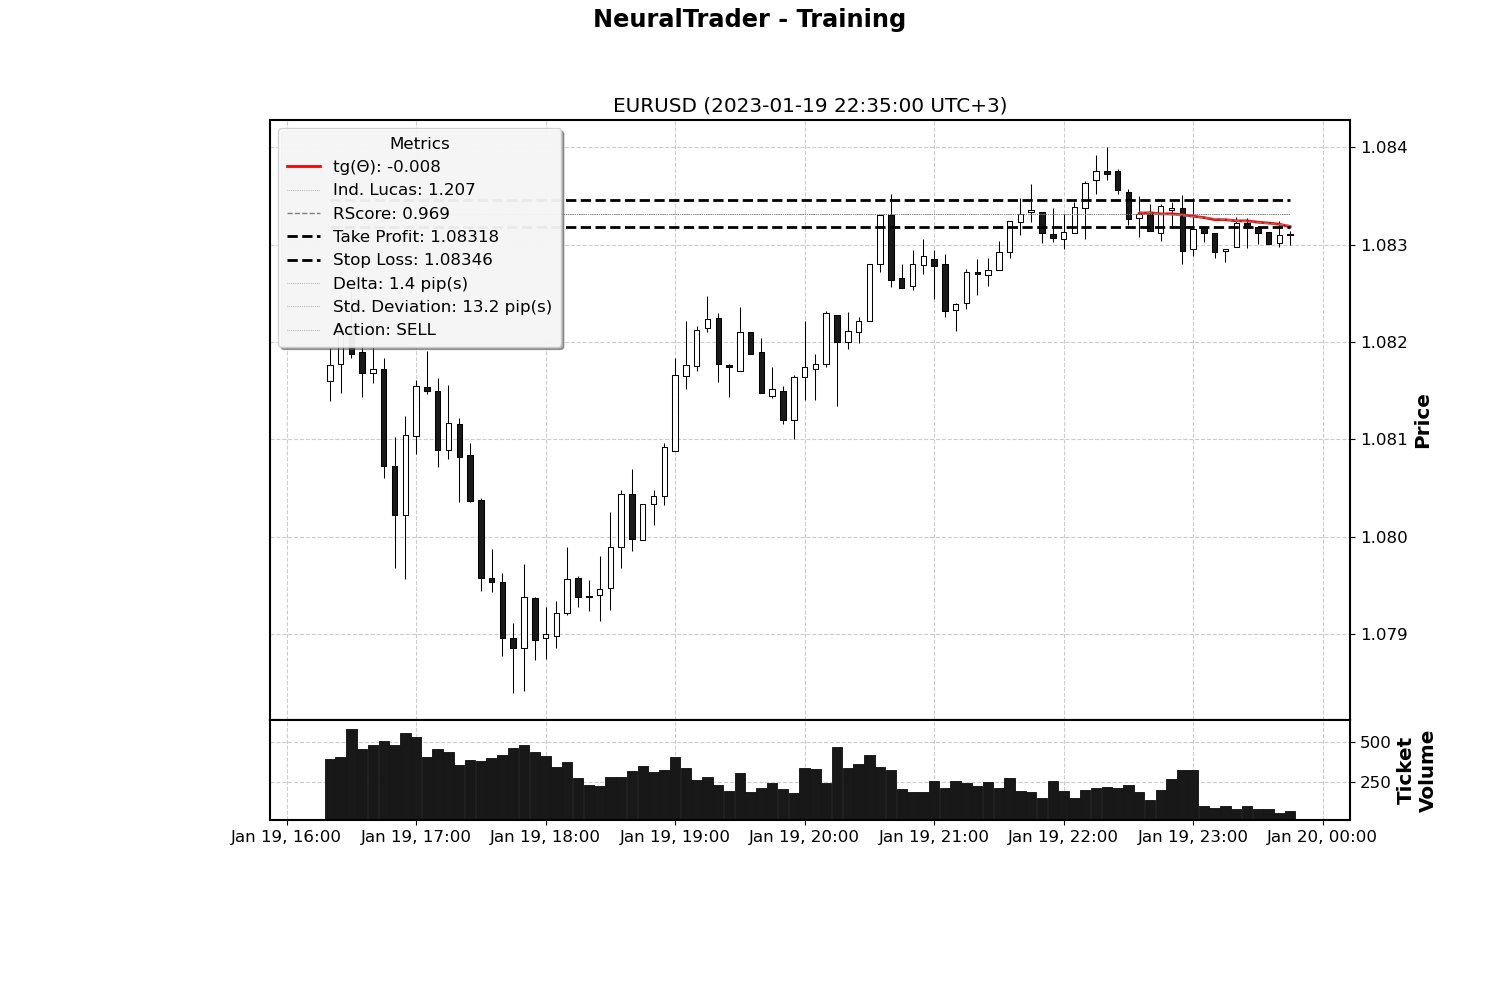 NeuralTrader - Training
EURUSD (2023-01-19 22:35:00 UTC+3)
Metrics
tg(Θ): -0.008
Ind. Lucas: 1.207
RScore: 0.969
Take Profit: 1.08318
Stop Loss: 1.08346
Delta: 1.4 pip(s)
Std. Deviation: 13.2 pip(s)
Action: SELL
1.084
1.083
1.082
1.081
1.080
1.079
Price
500
250
Ticket
Volume
Jan 19, 16:00
Jan 19, 17:00
Jan 19, 18:00
Jan 19, 19:00
Jan 19, 20:00
Jan 19, 21:00
Jan 19, 22:00
Jan 19, 23:00
Jan 20, 00:00